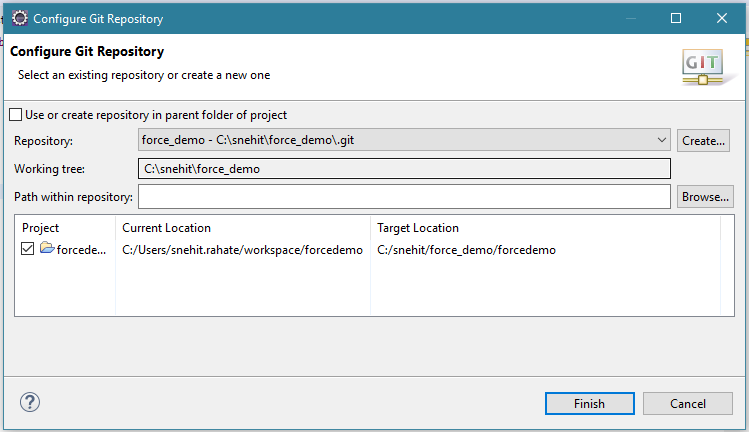 Configure Git Repository
Configure Git Repository
Select an existing repository or create a new one
GIT
Use or create repository in parent folder of project
Repository: force_demo - C:\snehit\force_demo\.git Create...
Working tree: C:\snehit\force_demo
Path within repository: Browse...
Project Current Location Target Location
forcede... C:/Users/snehit.rahate/workspace/forcedemo C:/snehit/force_demo/forcedemo
? Finish Cancel